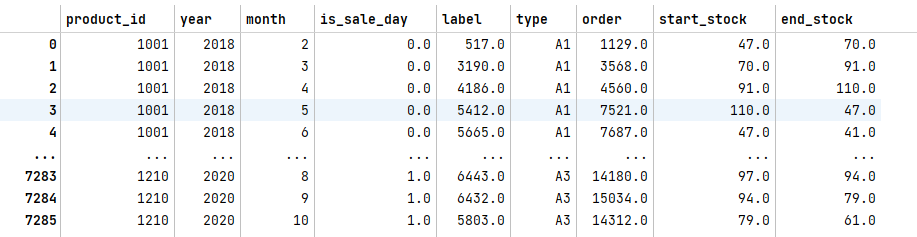 product_id year month is_sale_day label type order start_stock end_stock
0 1001 2018 2 0.0 517.0 A1 1129.0 47.0 70.0
1 1001 2018 3 0.0 3190.0 A1 3568.0 70.0 91.0
2 1001 2018 4 0.0 4186.0 A1 4560.0 91.0 110.0
3 1001 2018 5 0.0 5412.0 A1 7521.0 110.0 47.0
4 1001 2018 6 0.0 5665.0 A1 7687.0 47.0 41.0
... ... ... ... ... ... ... ... ... ...
7283 1210 2020 8 1.0 6443.0 A3 14180.0 97.0 94.0
7284 1210 2020 9 1.0 6432.0 A3 15034.0 94.0 79.0
7285 1210 2020 10 1.0 5803.0 A3 14312.0 79.0 61.0